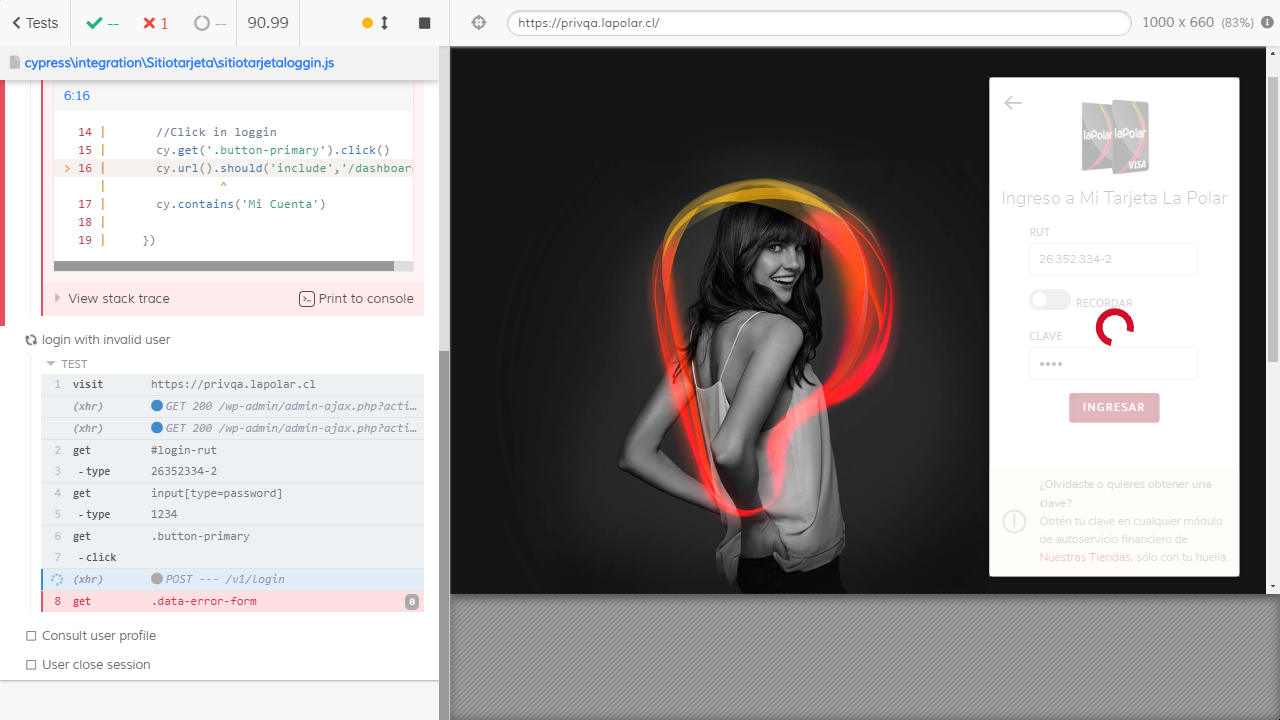 Tests
--
1
--
90.99
https://privqa.lapolar.cl/
1000 x 660 (83%)
cypress\integration\Sitiotarjeta\sitiotarjetaloggin.js
6:16
14 | //Click in loggin
15 | cy.get('.button-primary').click()
> 16 | cy.url().should('include','/dashboar
| ^
17 | cy.contains('Mi Cuenta')
18 |
19 | })
View stack trace
Print to console
login with invalid user
TEST
1 visit https://privqa.lapolar.cl
(xhr) GET 200 /wp-admin/admin-ajax.php?acti…
(xhr) GET 200 /wp-admin/admin-ajax.php?acti…
2 get #login-rut
3 -type 26352334-2
4 get input[type=password]
5 -type 1234
6 get .button-primary
7 -click
(xhr) POST --- /v1/login
8 get .data-error-form 0
Consult user profile
User close session
laPolar laPolar
VISA
Ingreso a Mi Tarjeta La Polar
RUT
26.352.334-2
RECORDAR
CLAVE
••••
INGRESAR
¿Olvidaste o quieres obtener una
clave?
Obtén tu clave en cualquier módulo
de autoservicio financiero de
Nuestras Tiendas, sólo con tu huella.